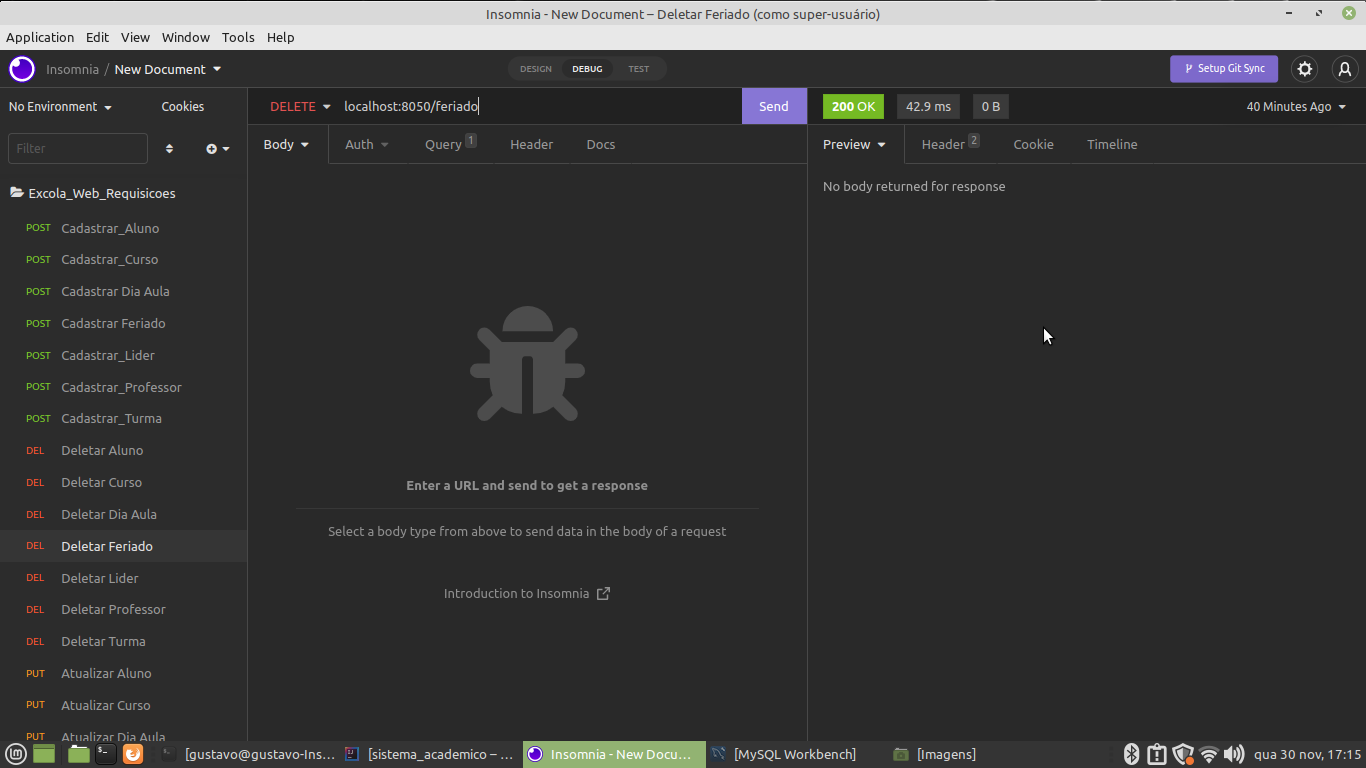 Insomnia - New Document – Deletar Feriado (como super-usuário)
Application Edit View Window Tools Help
Insomnia / New Document
DESIGN DEBUG TEST
Setup Git Sync
No Environment Cookies
DELETE localhost:8050/feriado Send
200 OK 42.9 ms 0 B 40 Minutes Ago
Filter
Body Auth Query 1 Header Docs
Preview Header 2 Cookie Timeline
No body returned for response
Excola_Web_Requisicoes
POST Cadastrar_Aluno
POST Cadastrar_Curso
POST Cadastrar Dia Aula
POST Cadastrar Feriado
POST Cadastrar_Lider
POST Cadastrar_Professor
POST Cadastrar_Turma
DEL Deletar Aluno
DEL Deletar Curso
DEL Deletar Dia Aula
DEL Deletar Feriado
DEL Deletar Lider
DEL Deletar Professor
DEL Deletar Turma
PUT Atualizar Aluno
PUT Atualizar Curso
PUT Atualizar Dia Aula
Enter a URL and send to get a response
Select a body type from above to send data in the body of a request
Introduction to Insomnia
[gustavo@gustavo-Ins... [sistema_academico – ... Insomnia - New Docu... [MySQL Workbench] [Imagens] qua 30 nov, 17:15